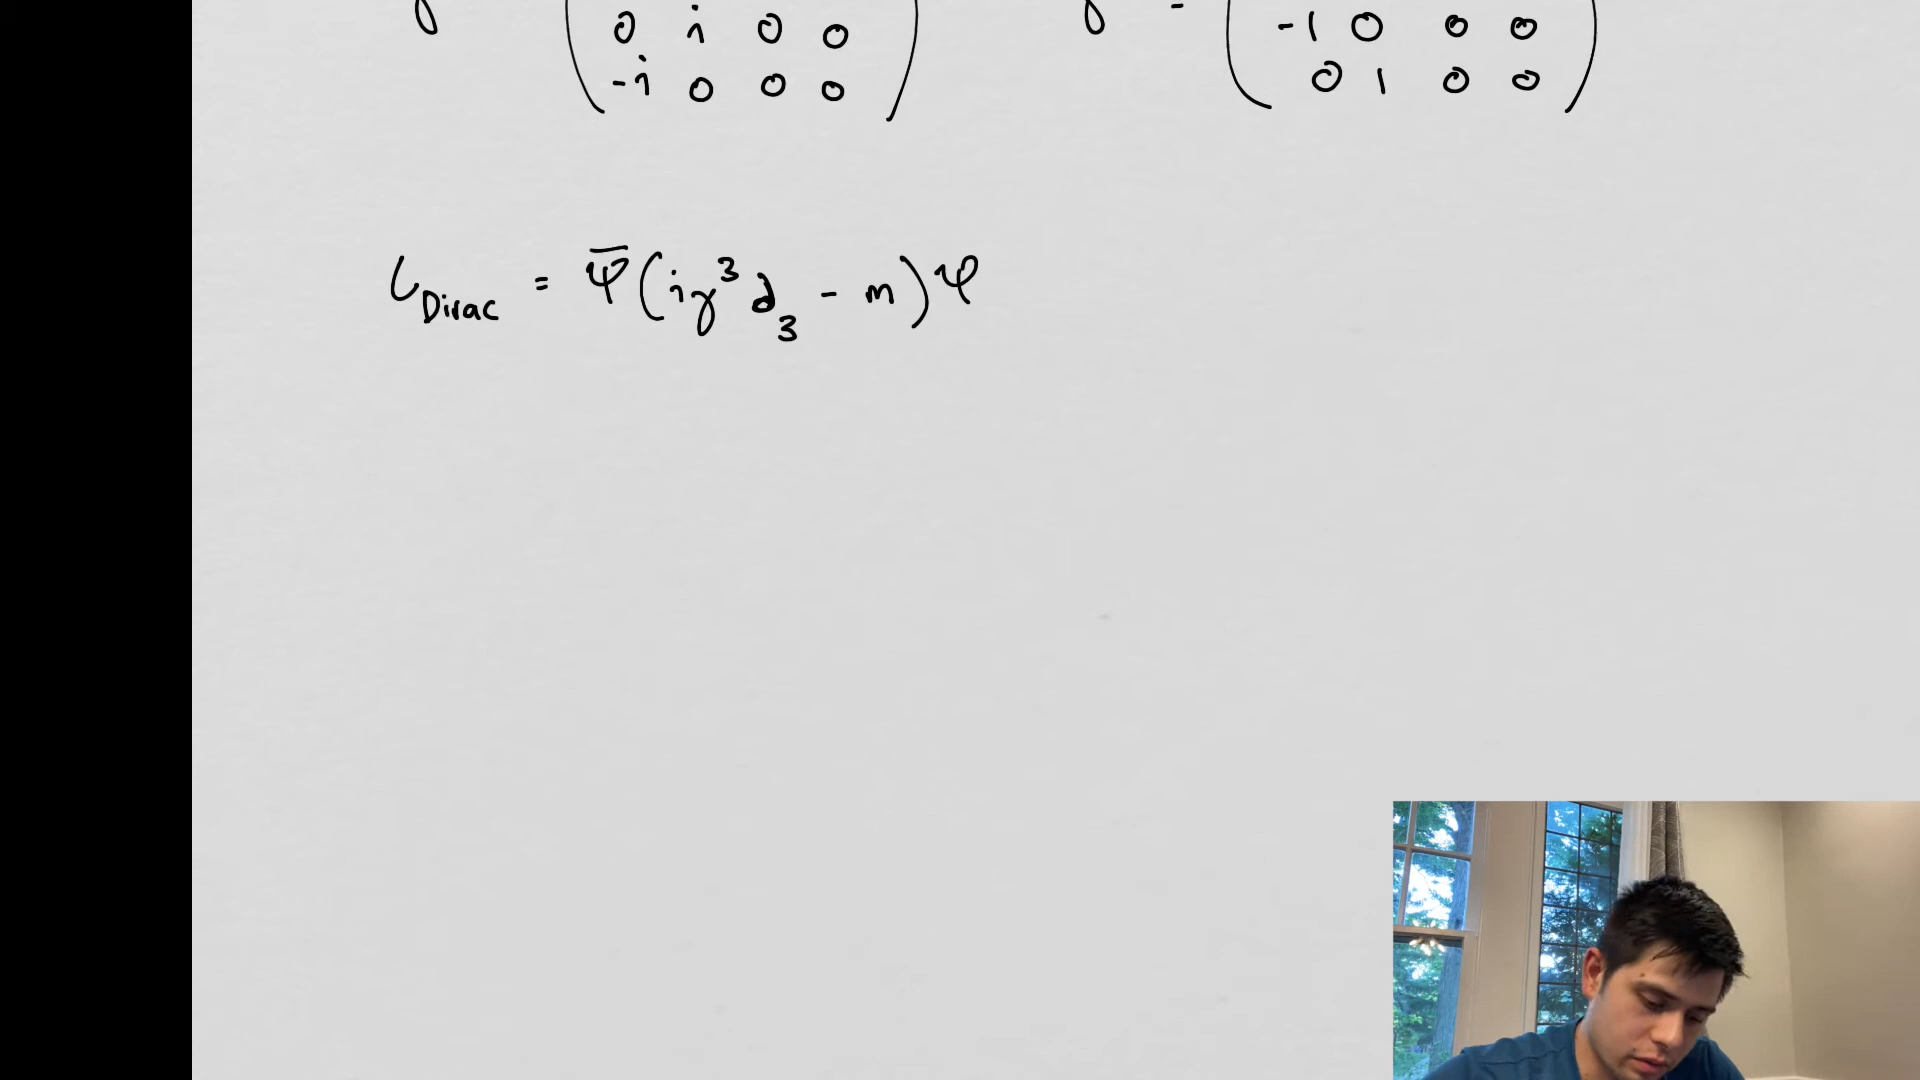 γ = ( 0 i 0 0   γ = ( -1 0 0 0
-i 0 0 0 )   0 1 0 0 )
L_Dirac = ψ̄(iγ³∂₃ - m)ψ